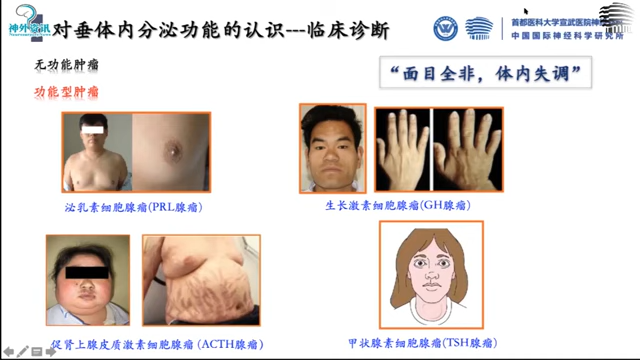 神外资讯
对垂体内分泌功能的认识---临床诊断
首都医科大学宣武医院神经外科
中国国际神经科学研究所
无功能肿瘤
功能型肿瘤
“面目全非，体内失调”
泌乳素细胞腺瘤(PRL腺瘤)
生长激素细胞腺瘤(GH腺瘤)
促肾上腺皮质激素细胞腺瘤 (ACTH腺瘤)
甲状腺素细胞腺瘤(TSH腺瘤)